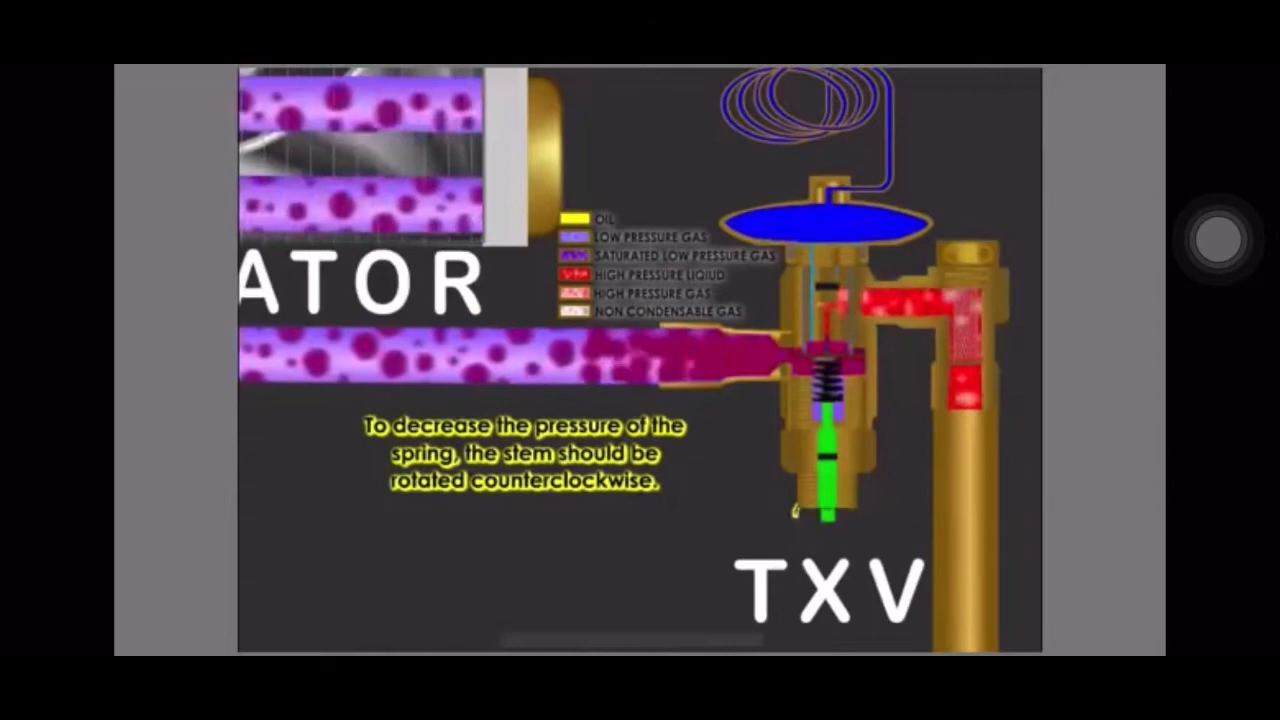 OIL
LOW PRESSURE GAS
SATURATED LOW PRESSURE GAS
HIGH PRESSURE LIQIUD
HIGH PRESSURE GAS
NON CONDENSABLE GAS
ATOR
To decrease the pressure of the
spring, the stem should be
rotated counterclockwise.
TXV